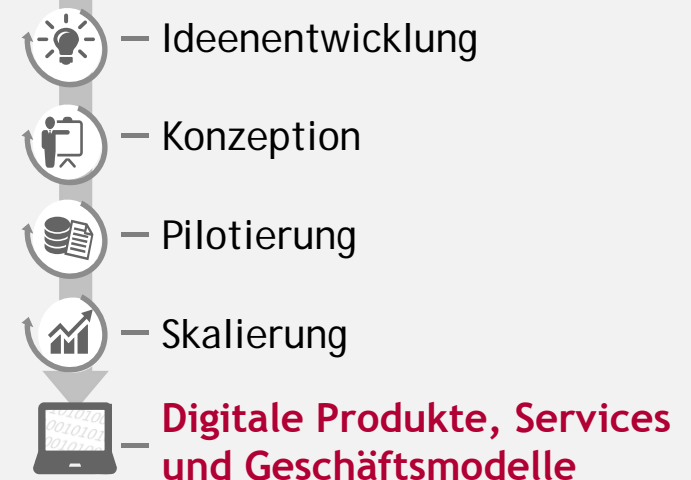 Ideenentwicklung
Konzeption
Pilotierung
Skalierung
Digitale Produkte, Services
und Geschäftsmodelle